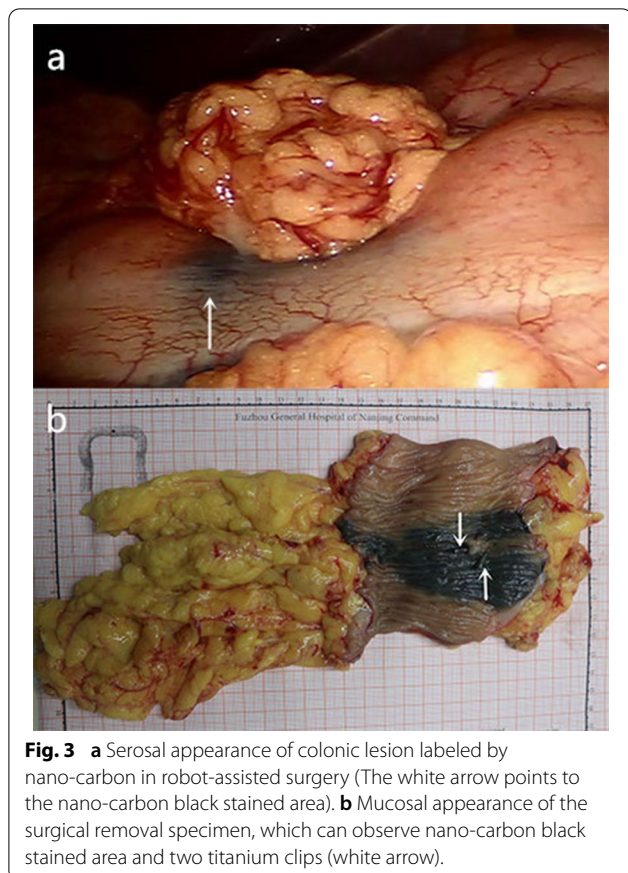 a
b
Fuzhou General Hospital of Nanjing Command
Fig. 3 a Serosal appearance of colonic lesion labeled by
nano-carbon in robot-assisted surgery (The white arrow points to
the nano-carbon black stained area). b Mucosal appearance of the
surgical removal specimen, which can observe nano-carbon black
stained area and two titanium clips (white arrow).